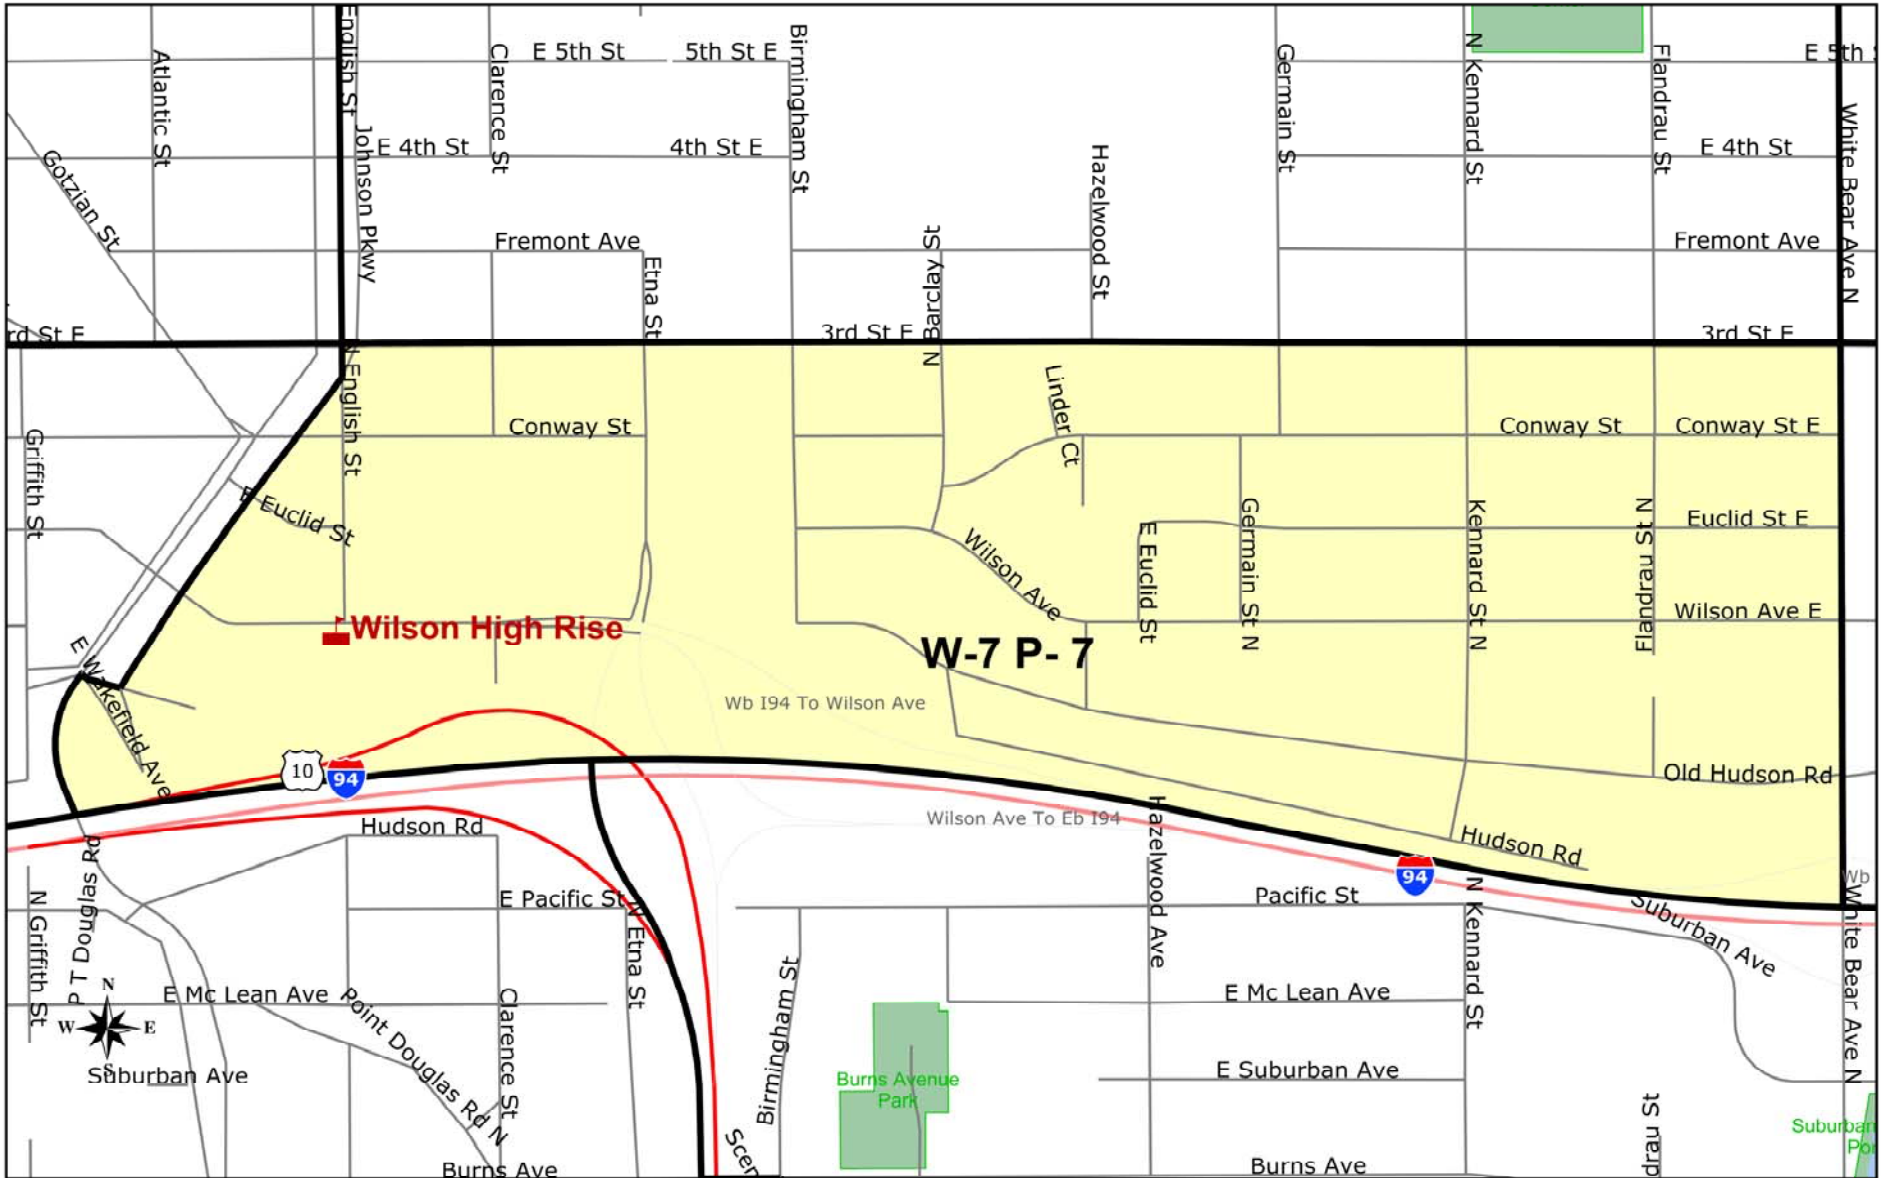 E 5th St
5th St E
E 5th
Atlantic St
English St
Johnson Pkwy
Clarence St
Birmingham St
Germain St
N Kennard St
Flandrau St
White Bear Ave N
E 4th St
4th St E
E 4th St
Gotzian St
Hazelwood St
Fremont Ave
Fremont Ave
Etna St
N Barclay St
rd St E
3rd St E
3rd St E
N English St
Linder Ct
Conway St
Conway St
Conway St E
Griffith St
E Euclid St
Euclid St E
Wilson Ave
E Euclid St
Germain St N
Kennard St N
Flandrau St N
Wilson Ave E
Wilson High Rise
W-7 P- 7
E Wakefield Ave
Wb I94 To Wilson Ave
10
94
Old Hudson Rd
Wilson Ave To Eb I94
Hudson Rd
Hudson Rd
94
Wb
P T Douglas Rd
Hazelwood Ave
E Pacific St
Pacific St
N Kennard St
Suburban Ave
White Bear Ave N
N Griffith St
N Etna St
Birmingham St
N
W
E
S
E Mc Lean Ave
E Mc Lean Ave
Point Douglas Rd N
Clarence St
Suburban Ave
E Suburban Ave
Burns Avenue
Park
drau St
Suburban
Po
Scen
Burns Ave
Burns Ave